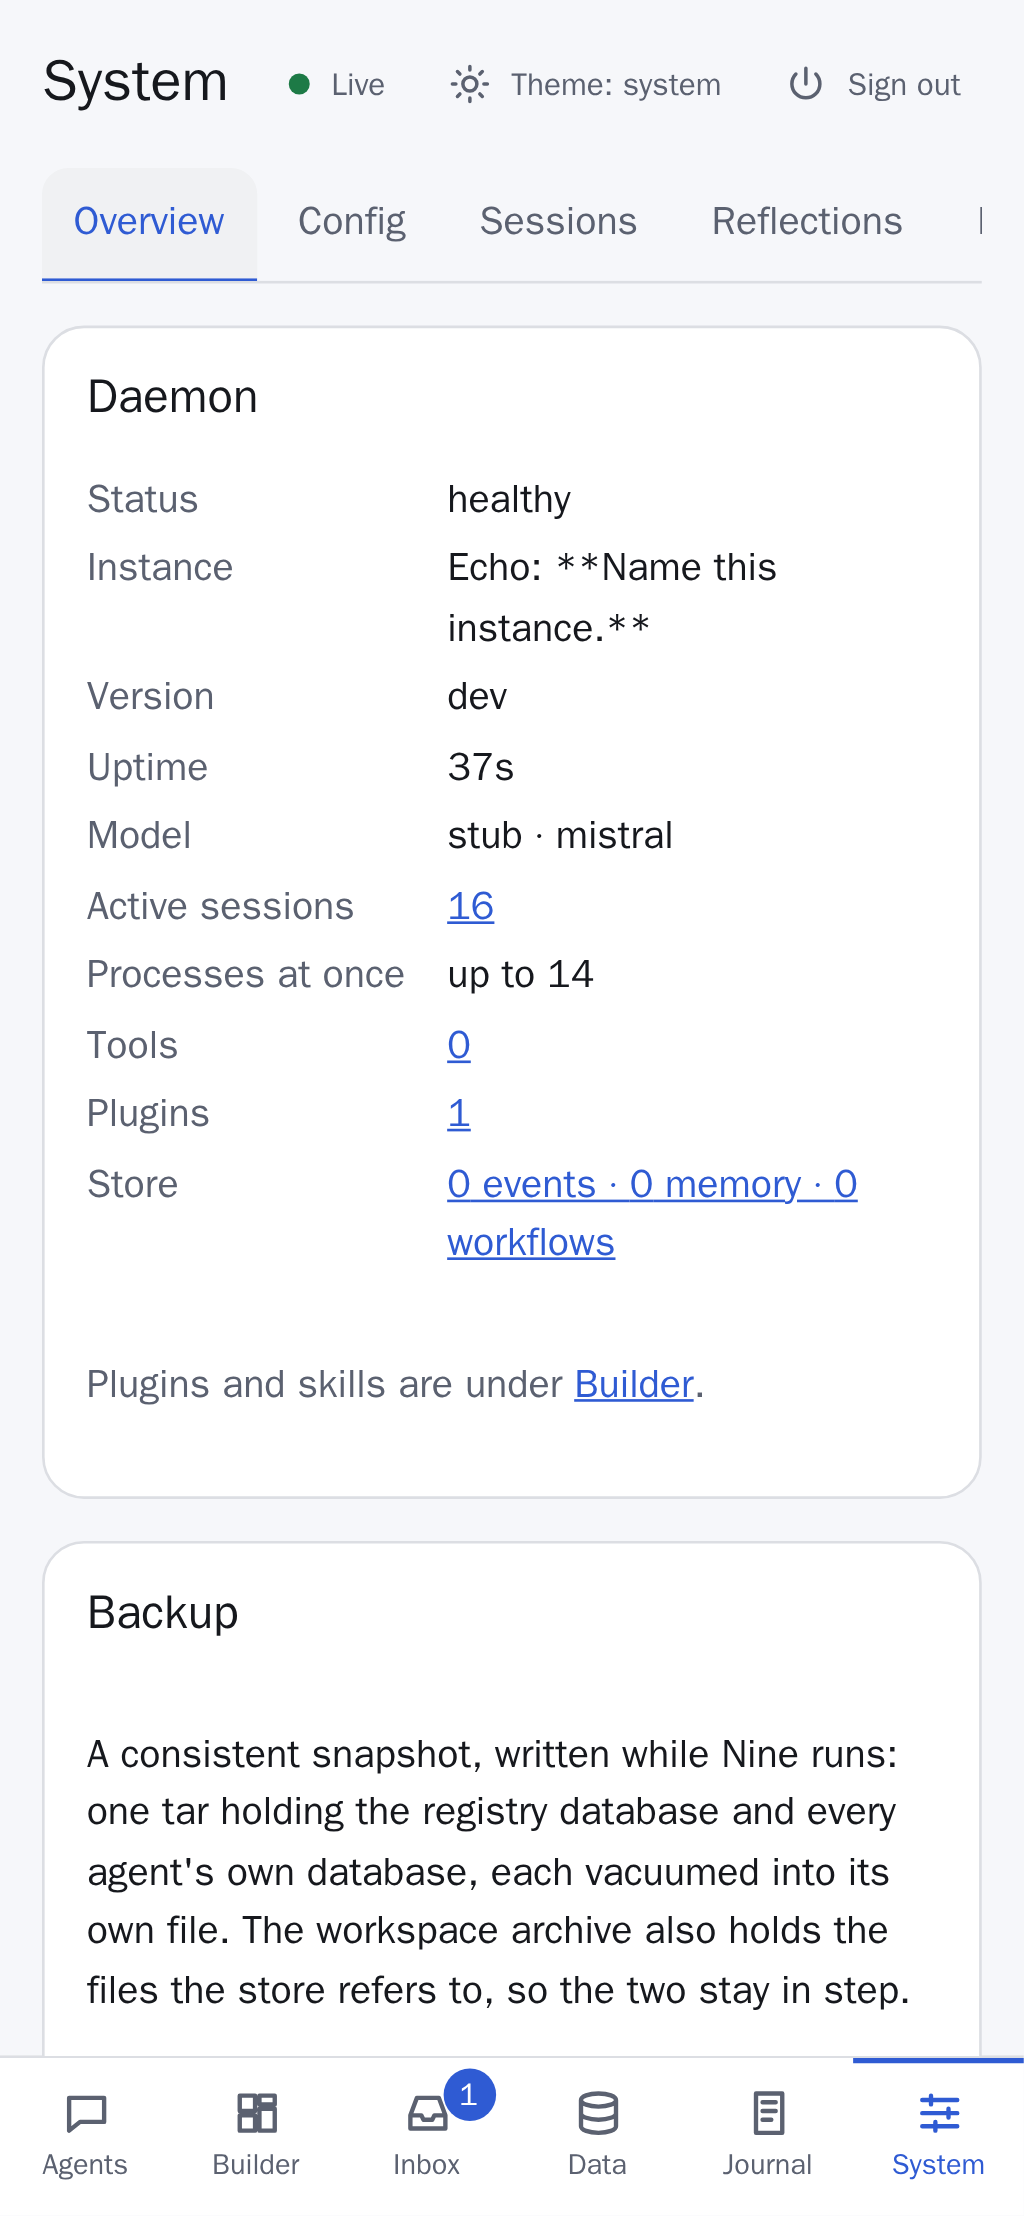 System
Live
Theme: system
Sign out
Overview
Config
Sessions
Reflections
Daemon
Status
healthy
Instance
Echo: **Name this
instance.**
Version
dev
Uptime
37s
Model
stub · mistral
Active sessions
16
Processes at once
up to 14
Tools
0
Plugins
1
Store
0 events · 0 memory · 0
workflows
Plugins and skills are under Builder.
Backup
A consistent snapshot, written while Nine runs:
one tar holding the registry database and every
agent's own database, each vacuumed into its
own file. The workspace archive also holds the
files the store refers to, so the two stay in step.
1
Agents
Builder
Inbox
Data
Journal
System